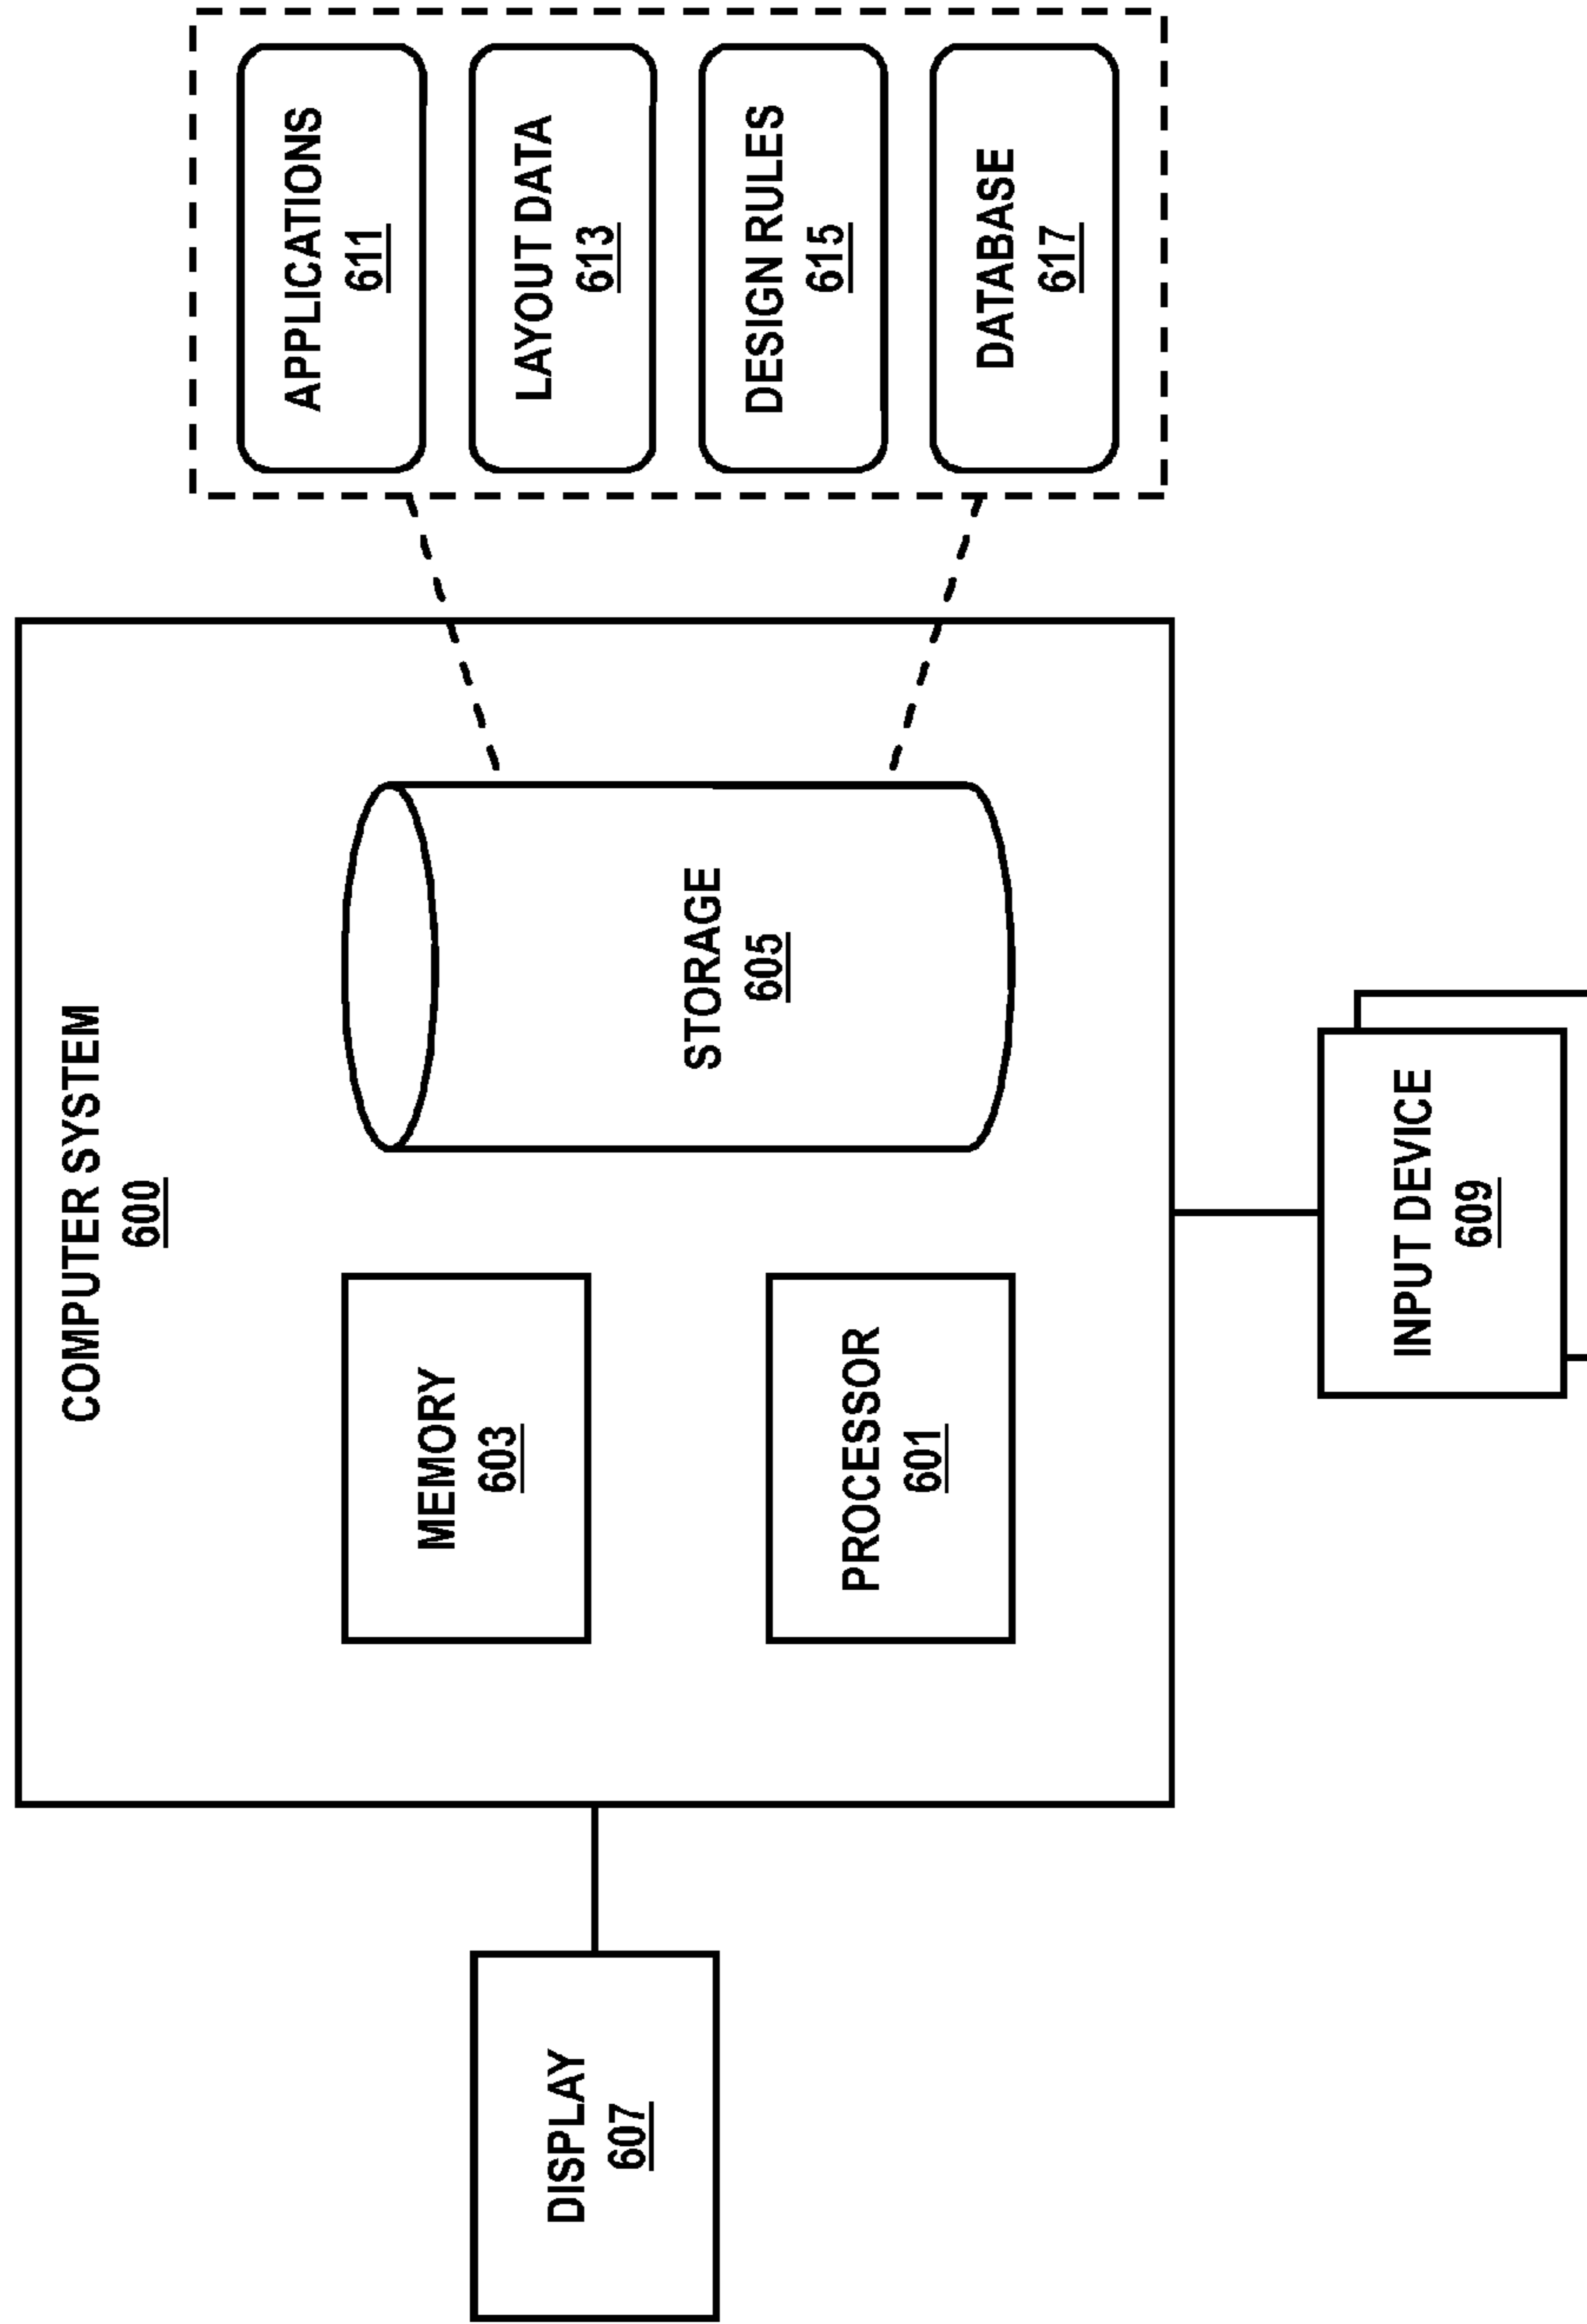 COMPUTER SYSTEM
600
MEMORY
603
PROCESSOR
601
STORAGE
605
DISPLAY
607
INPUT DEVICE
609
APPLICATIONS
611
LAYOUT DATA
613
DESIGN RULES
615
DATABASE
617